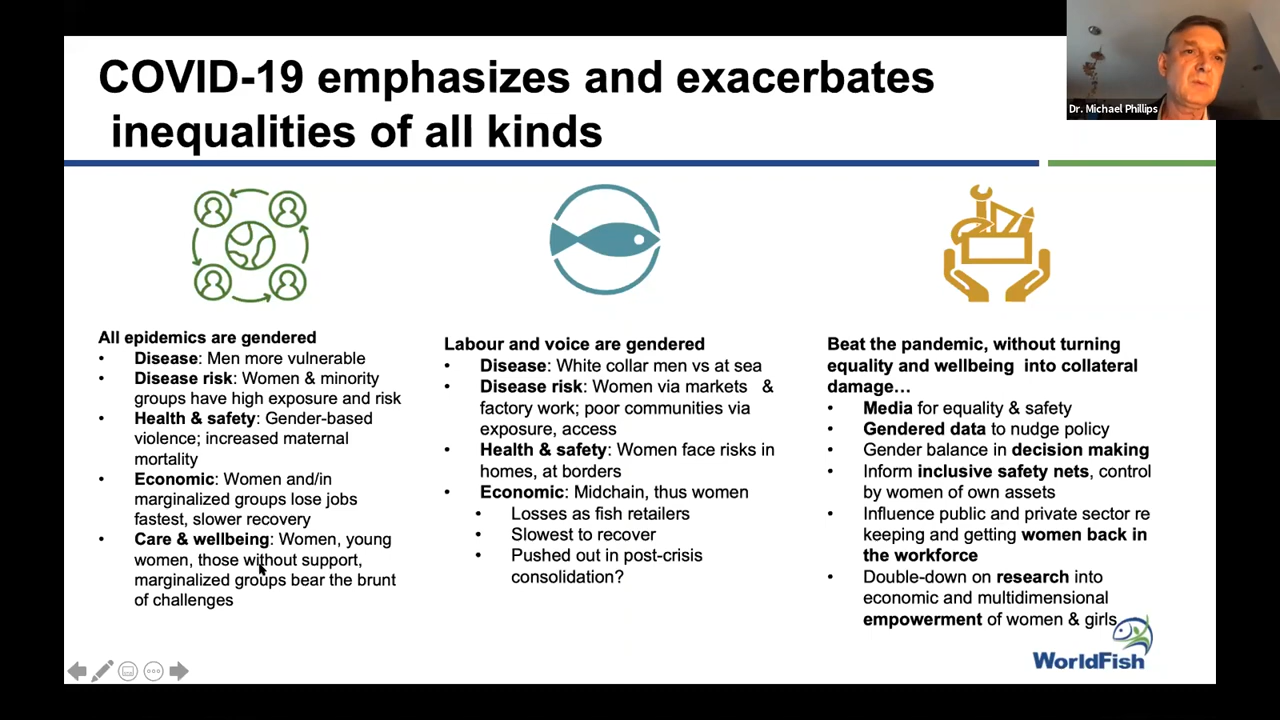 COVID-19 emphasizes and exacerbates
inequalities of all kinds
Dr. Michael Phillips
All epidemics are gendered
• Disease: Men more vulnerable
• Disease risk: Women & minority
groups have high exposure and risk
• Health & safety: Gender-based
violence; increased maternal
mortality
• Economic: Women and/in
marginalized groups lose jobs
fastest, slower recovery
• Care & wellbeing: Women, young
women, those without support,
marginalized groups bear the brunt
of challenges
Labour and voice are gendered
• Disease: White collar men vs at sea
• Disease risk: Women via markets &
factory work; poor communities via
exposure, access
• Health & safety: Women face risks in
homes, at borders
• Economic: Midchain, thus women
• Losses as fish retailers
• Slowest to recover
• Pushed out in post-crisis
consolidation?
Beat the pandemic, without turning
equality and wellbeing into collateral
damage…
• Media for equality & safety
• Gendered data to nudge policy
• Gender balance in decision making
• Inform inclusive safety nets, control
by women of own assets
• Influence public and private sector re
keeping and getting women back in
the workforce
• Double-down on research into
economic and multidimensional
empowerment of women & girls
WorldFish